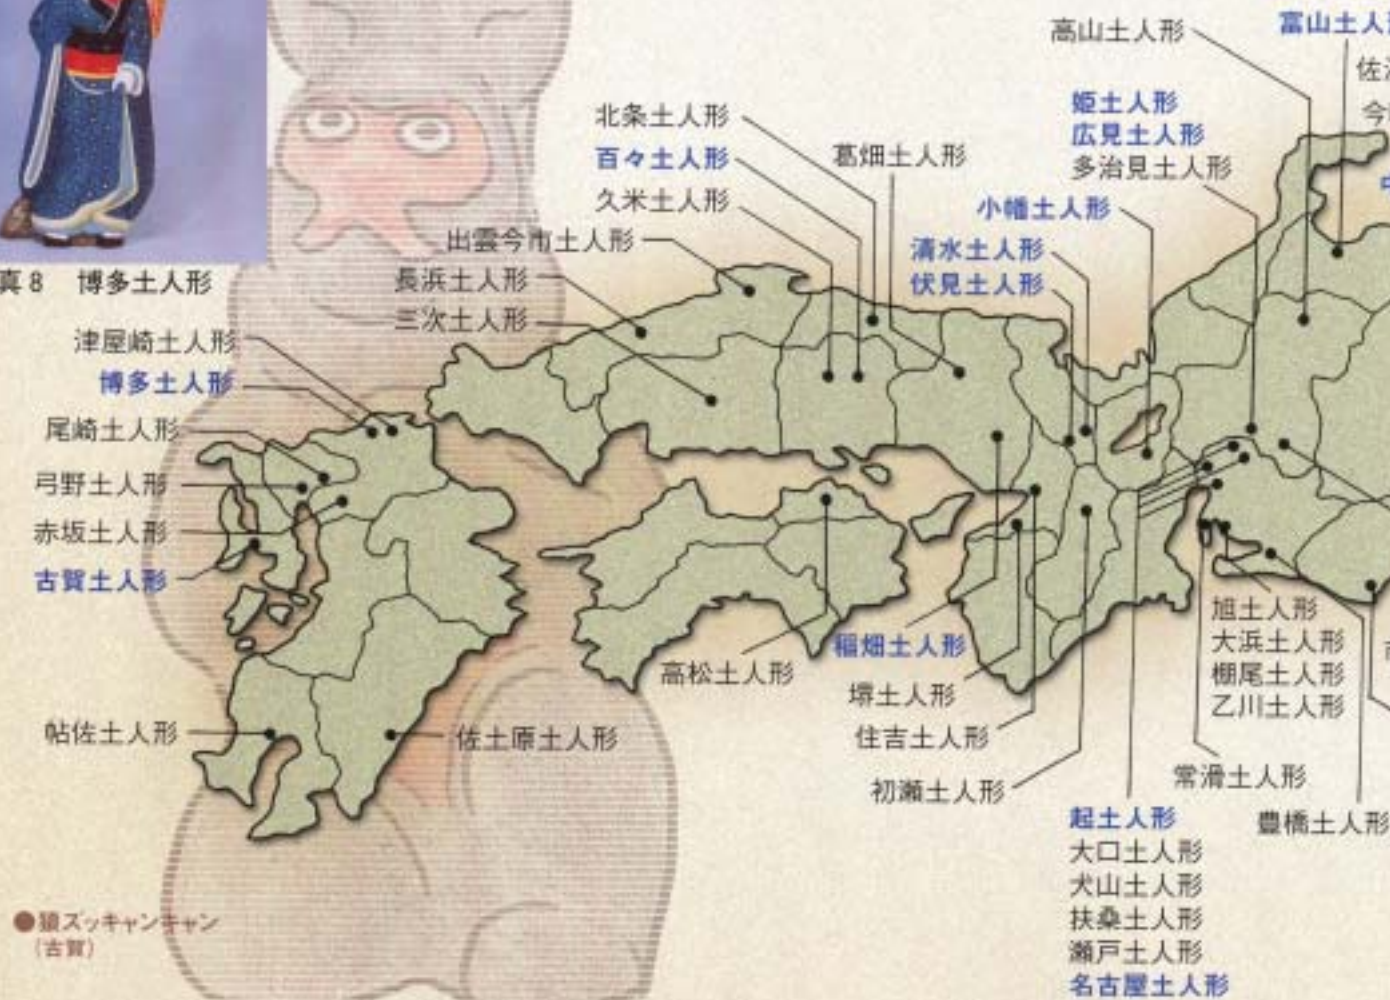 高山土人形
富山土人
佐
今
姫土人形
広見土人形
多治見土人形
北条土人形
百々土人形
久米土人形
葛畑土人形
小幡土人形
清水土人形
伏見土人形
出雲今市土人形
長浜土人形
三次土人形
真8 博多土人形
津屋崎土人形
博多土人形
尾崎土人形
弓野土人形
赤坂土人形
古賀土人形
帖佐土人形
佐土原土人形
高松土人形
稲畑土人形
堺土人形
住吉土人形
初瀬土人形
旭土人形
大浜土人形
棚尾土人形
乙川土人形
常滑土人形
豊橋土人形
起土人形
大口土人形
犬山土人形
扶桑土人形
瀬戸土人形
名古屋土人形
●猿ズッキャンキャン
(古賀)